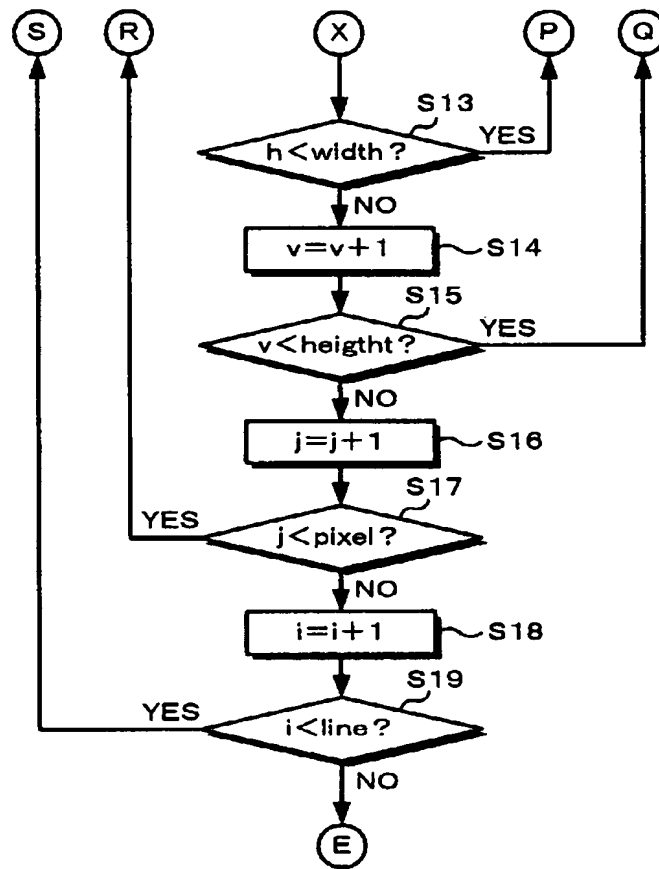 S R X P Q
S13
h<width? YES
NO
v=v+1 S14
S15
v<heigtht? YES
NO
j=j+1 S16
S17
YES j<pixel?
NO
i=i+1 S18
S19
YES i<line?
NO
E